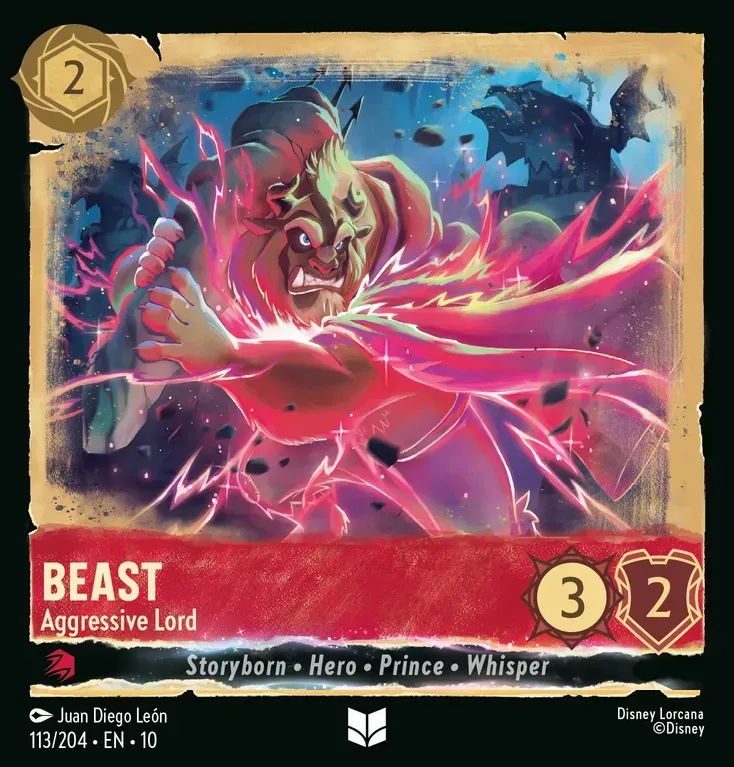 2
BEAST
3
2
Aggressive Lord
Storyborn • Hero • Prince • Whisper
Juan Diego León
Disney Lorcana
113/204 • EN • 10
©Disney